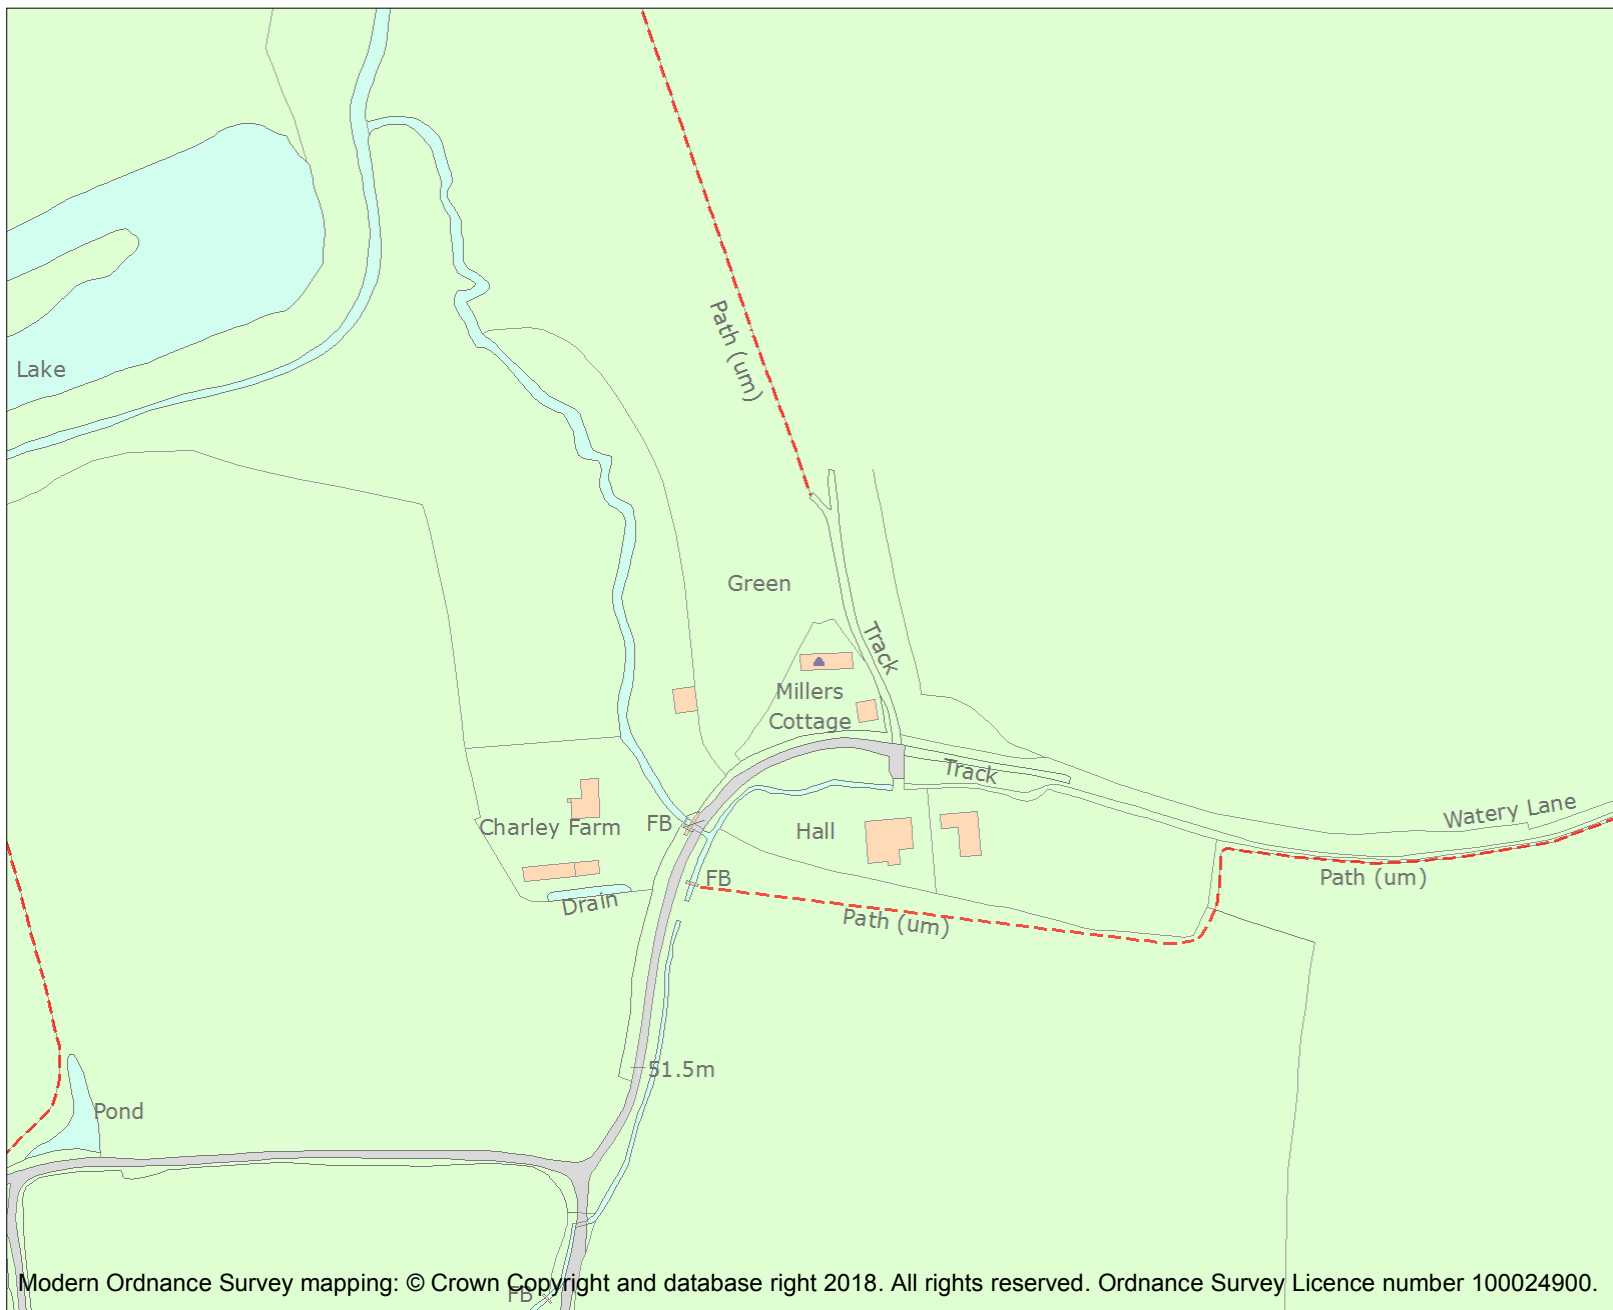 Path (um)
Lake
Green
Track
Millers
Cottage
Track
Watery Lane
Charley Farm
FB
Hall
Path (um)
FB
Drain
Path (um)
51.5m
Pond
Modern Ordnance Survey mapping: © Crown Copyright and database right 2018. All rights reserved. Ordnance Survey Licence number 100024900.
FB